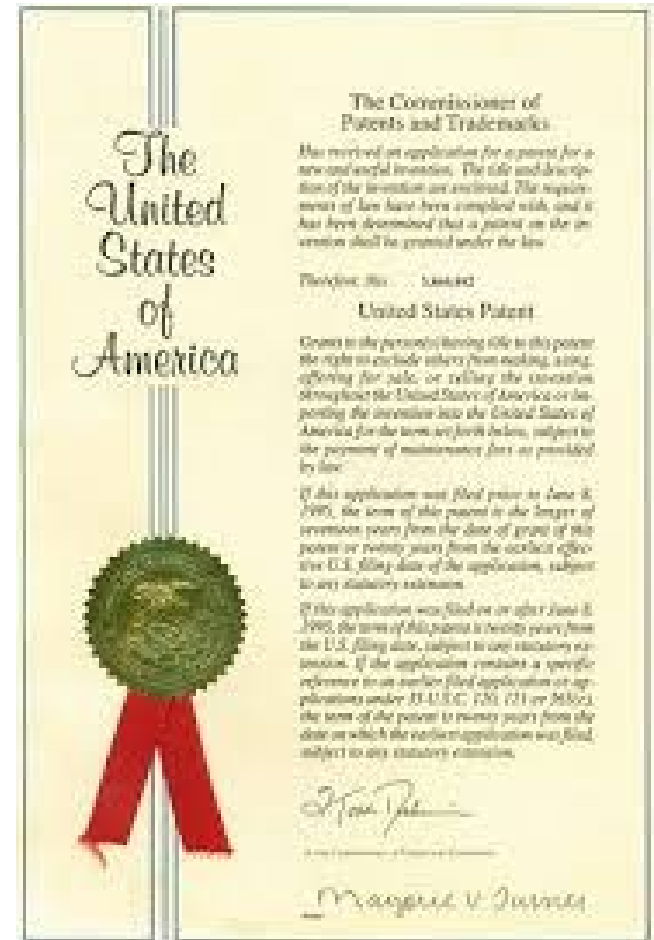 The
United
States
of
America
The Commissioner of
Patents and Trademarks
Has received an application for a patent for a
new and useful invention. The title and descrip-
tion of the invention are enclosed. The require-
ments of law have been complied with, and it
has been determined that a patent on the in-
vention shall be granted under the law.
Therefore, this
United States Patent
Grants to the person(s) having title to this patent
the right to exclude others from making, using,
offering for sale, or selling the invention
throughout the United States of America or im-
porting the invention into the United States of
America for the term set forth below, subject to
the payment of maintenance fees as provided
by law.
If this application was filed prior to June 8,
1995, the term of this patent is the longer of
seventeen years from the date of grant of this
patent or twenty years from the earliest effec-
tive U.S. filing date of the application, subject
to any statutory extension.
If this application was filed on or after June 8,
1995, the term of this patent is twenty years from
the U.S. filing date, subject to any statutory ex-
tension. If the application contains a specific
reference to an earlier filed application or ap-
plications under 35 U.S.C. 120, 121 or 365(c),
the term of the patent is twenty years from the
date on which the earlier application was filed,
subject to any statutory extension.
Marjorie V Turner